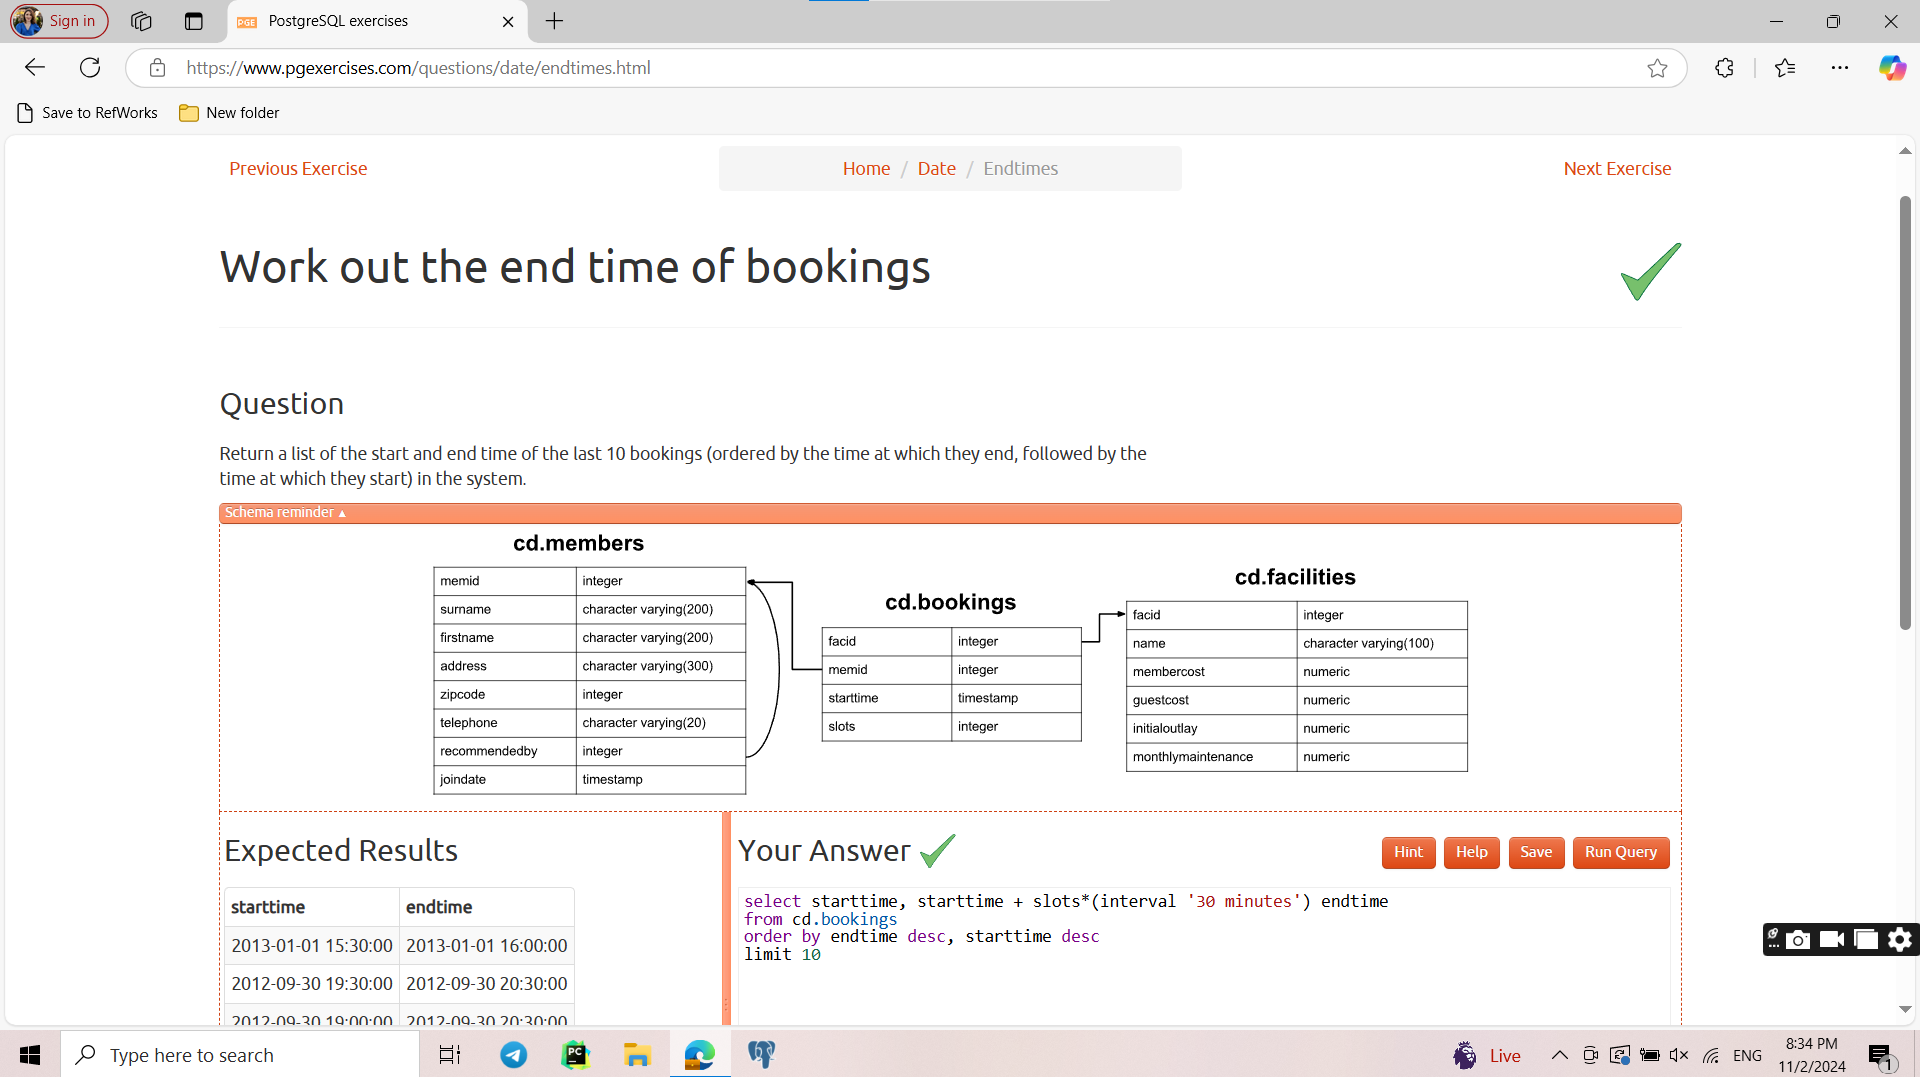 Sign in
PGE PostgreSQL exercises
https://www.pgexercises.com/questions/date/endtimes.html
Save to RefWorks New folder
Previous Exercise Home / Date / Endtimes Next Exercise
Work out the end time of bookings
Question
Return a list of the start and end time of the last 10 bookings (ordered by the time at which they end, followed by the
time at which they start) in the system.
Schema reminder ▲
cd.members
memid integer
surname character varying(200)
firstname character varying(200)
address character varying(300)
zipcode integer
telephone character varying(20)
recommendedby integer
joindate timestamp
cd.bookings
facid integer
memid integer
starttime timestamp
slots integer
cd.facilities
facid integer
name character varying(100)
membercost numeric
guestcost numeric
initialoutlay numeric
monthlymaintenance numeric
Expected Results
starttime endtime
2013-01-01 15:30:00 2013-01-01 16:00:00
2012-09-30 19:30:00 2012-09-30 20:30:00
2012-09-30 19:00:00 2012-09-30 20:30:00
Your Answer
Hint Help Save Run Query
select starttime, starttime + slots*(interval '30 minutes') endtime
from cd.bookings
order by endtime desc, starttime desc
limit 10
Type here to search
PC
Live
ENG
8:34 PM
11/2/2024
1